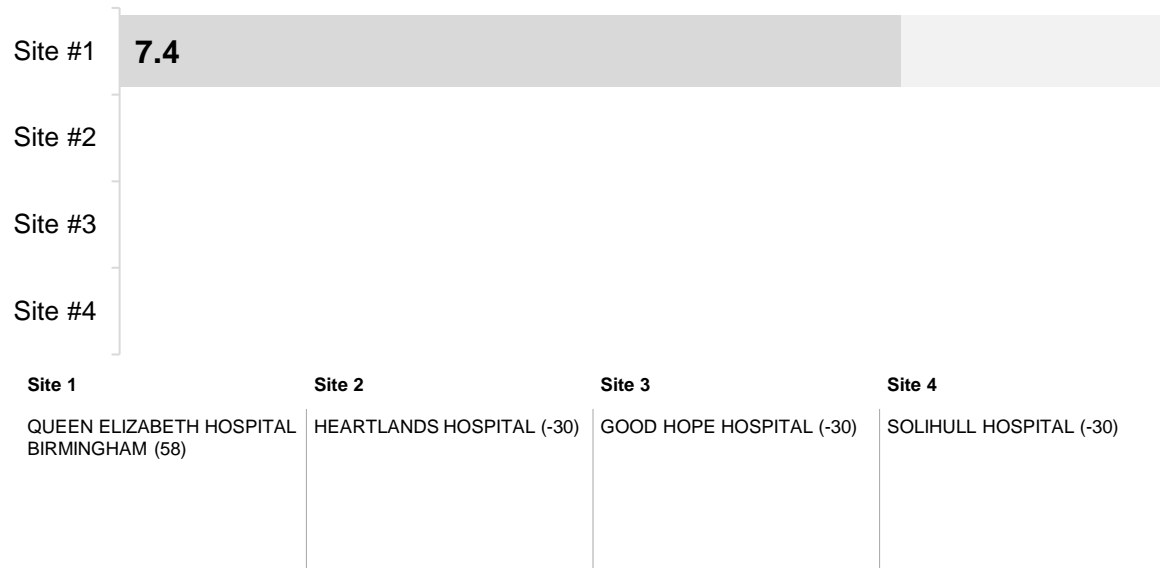 Site #1
7.4
Site #2
Site #3
Site #4
Site 1
Site 2
Site 3
Site 4
QUEEN ELIZABETH HOSPITAL
BIRMINGHAM (58)
HEARTLANDS HOSPITAL (-30)
GOOD HOPE HOSPITAL (-30)
SOLIHULL HOSPITAL (-30)